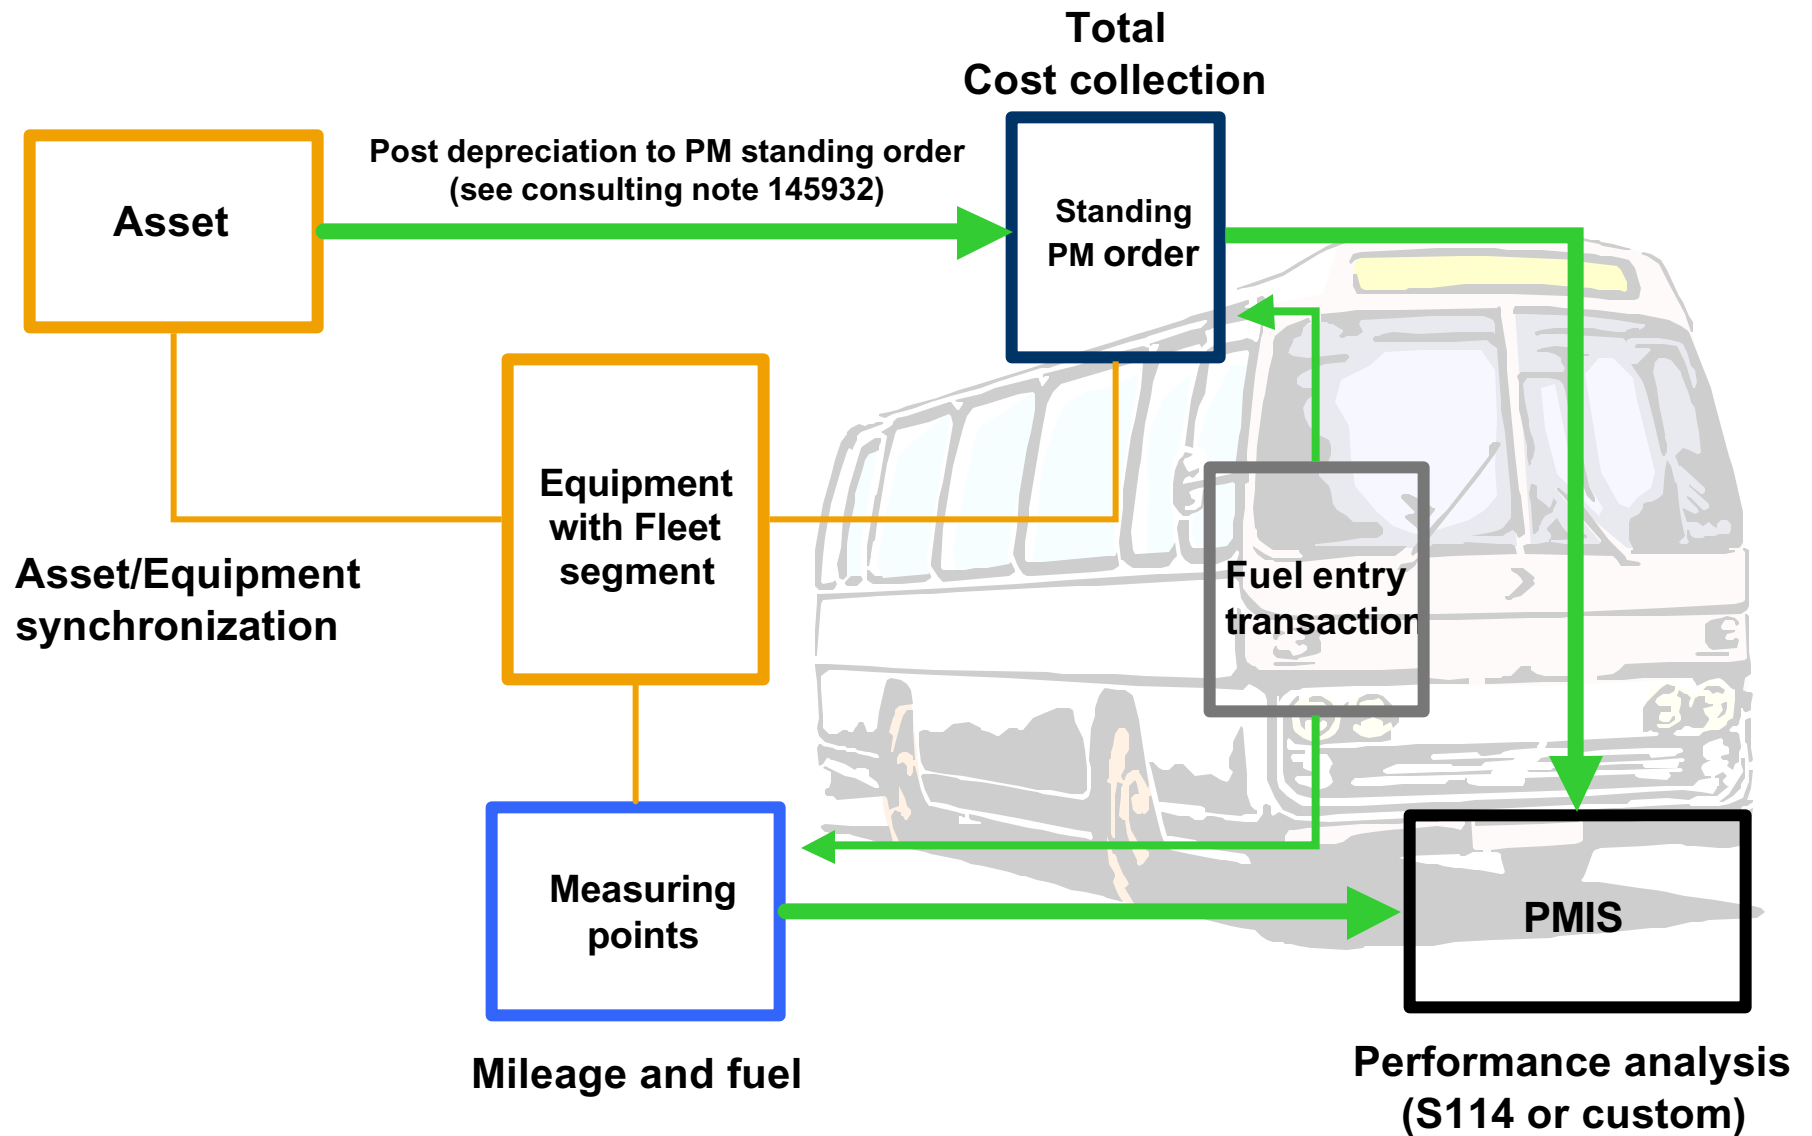 Total
Cost collection
Post depreciation to PM standing order
(see consulting note 145932)
Asset
Standing
PM order
Equipment
with Fleet
segment
Asset/Equipment
synchronization
Fuel entry
transaction
Measuring
points
PMIS
Mileage and fuel
Performance analysis
(S114 or custom)